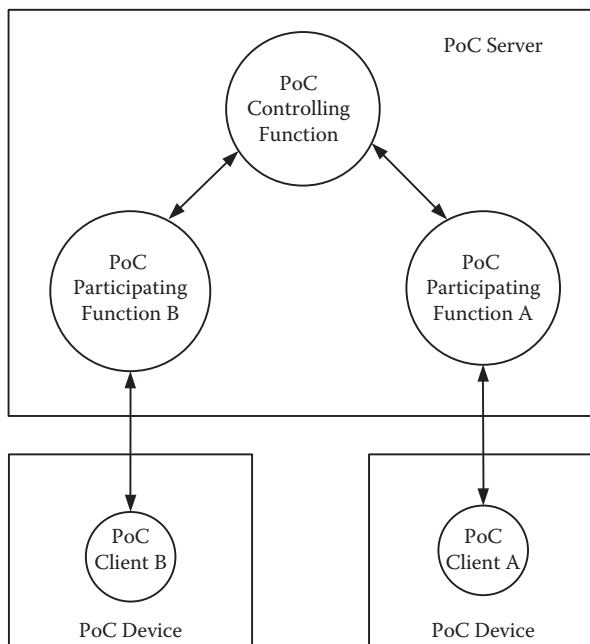 PoC Server
PoC
Controlling
Function
PoC
Participating
Function B
PoC
Participating
Function A
PoC
Client B
PoC
Client A
PoC Device
PoC Device